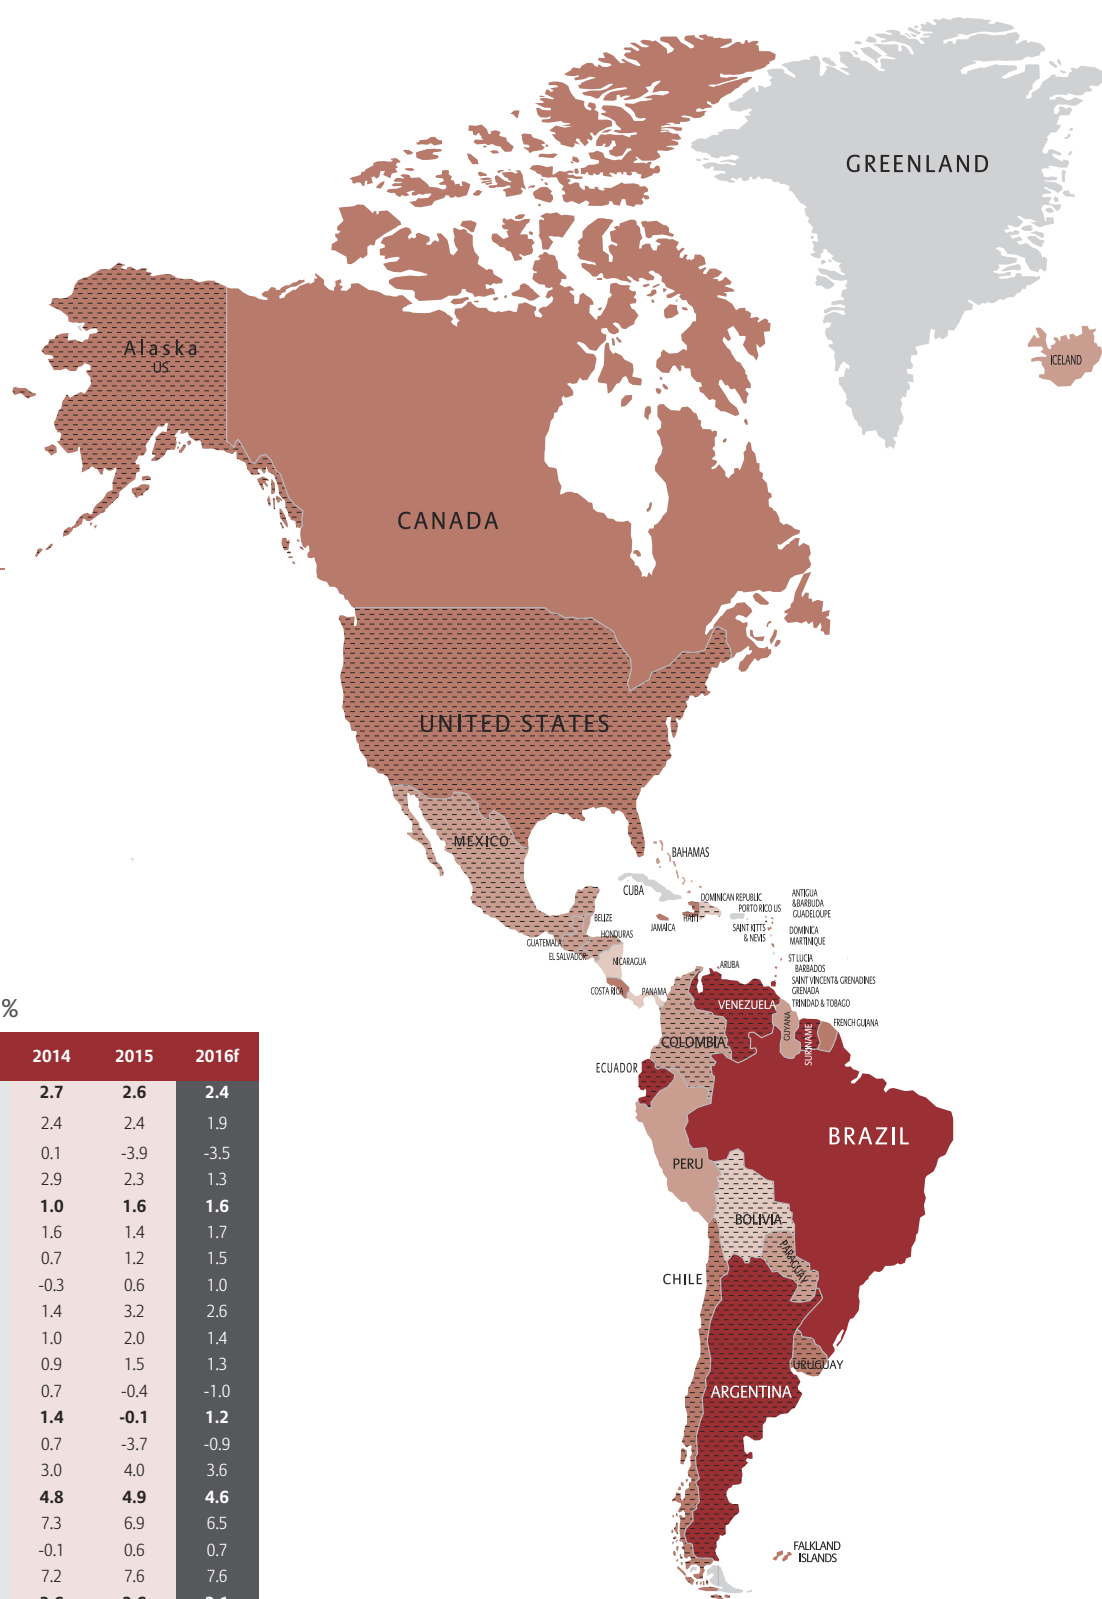 GREENLAND
ICELAND
Alaska
US
CANADA
UNITED STATES
MEXICO
BAHAMAS
CUBA
DOMINICAN REPUBLIC
ANTIGUA
&BARBUDA
PORTO RICO US
GUADELOUPE
HAITI
BELIZE
JAMAÏCA
SAINT KITTS
& NEVIS
DOMINICA
MARTINIQUE
HONDURAS
GUATEMALA
EL SALVADOR
NICARAGUA
ST LUCIA
BARBADOS
ARUBA
SAINT VINCENT& GRENADINES
GRENADA
COSTA RICA
PANAMA
VENEZUELA
TRINIDAD & TOBAGO
GUYANA
SURINAME
FRENCH GUIANA
COLOMBIA
ECUADOR
BRAZIL
PERU
BOLIVIA
PARAGUAY
CHILE
URUGUAY
ARGENTINA
FALKLAND
ISLANDS
%
2014 2015 2016f
2.7 2.6 2.4
2.4 2.4 1.9
0.1 -3.9 -3.5
2.9 2.3 1.3
1.0 1.6 1.6
1.6 1.4 1.7
0.7 1.2 1.5
-0.3 0.6 1.0
1.4 3.2 2.6
1.0 2.0 1.4
0.9 1.5 1.3
0.7 -0.4 -1.0
1.4 -0.1 1.2
0.7 -3.7 -0.9
3.0 4.0 3.6
4.8 4.9 4.6
7.3 6.9 6.5
-0.1 0.6 0.7
7.2 7.6 7.6